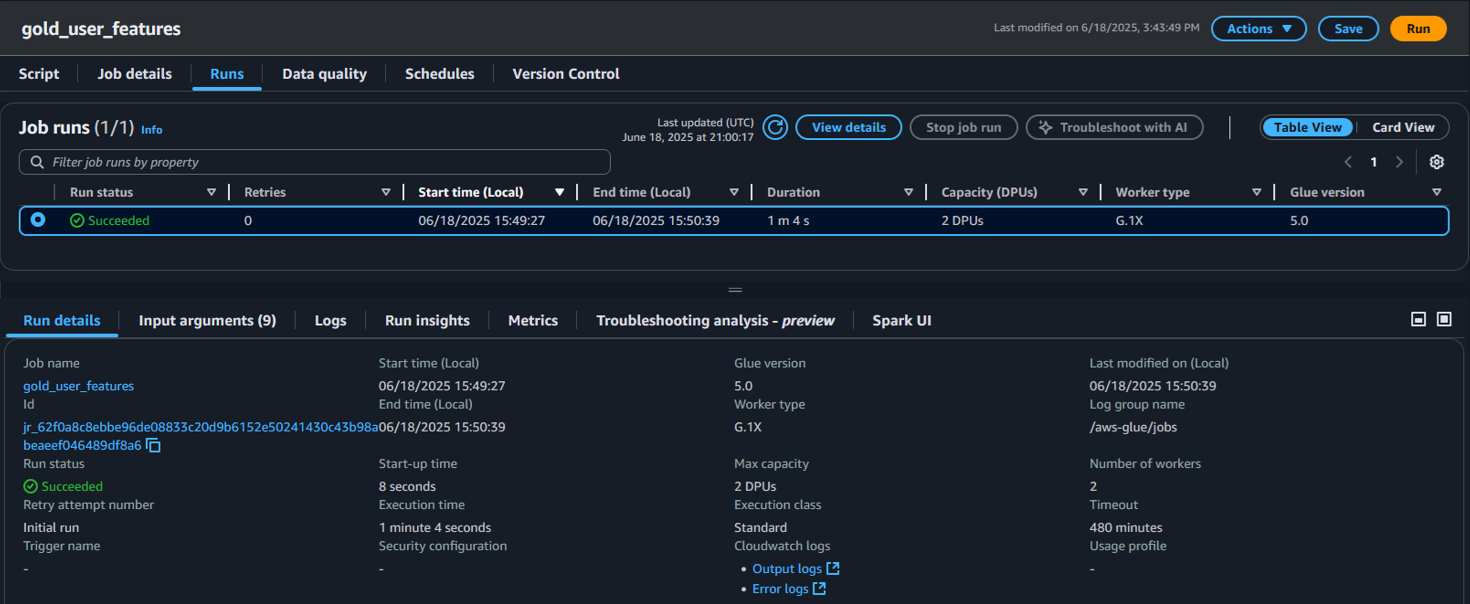 gold_user_features
Last modified on 6/18/2025, 3:43:49 PM
Actions
Save
Run
Script
Job details
Runs
Data quality
Schedules
Version Control
Job runs (1/1) Info
Last updated (UTC)
June 18, 2025 at 21:00:17
View details
Stop job run
Troubleshoot with AI
Table View
Card View
Filter job runs by property
1
Run status Retries Start time (Local) End time (Local) Duration Capacity (DPUs) Worker type Glue version
Succeeded 0 06/18/2025 15:49:27 06/18/2025 15:50:39 1 m 4 s 2 DPUs G.1X 5.0
Run details Input arguments (9) Logs Run insights Metrics Troubleshooting analysis - preview Spark UI
Job name Start time (Local) Glue version Last modified on (Local)
gold_user_features 06/18/2025 15:49:27 5.0 06/18/2025 15:50:39
Id End time (Local) Worker type Log group name
jr_62f0a8c8ebbe96de08833c20d9b6152e50241430c43b98a 06/18/2025 15:50:39 G.1X /aws-glue/jobs
beaeef046489df8a6
Run status Start-up time Max capacity Number of workers
Succeeded 8 seconds 2 DPUs 2
Retry attempt number Execution time Execution class Timeout
Initial run 1 minute 4 seconds Standard 480 minutes
Trigger name Security configuration Cloudwatch logs Usage profile
- - • Output logs -
• Error logs